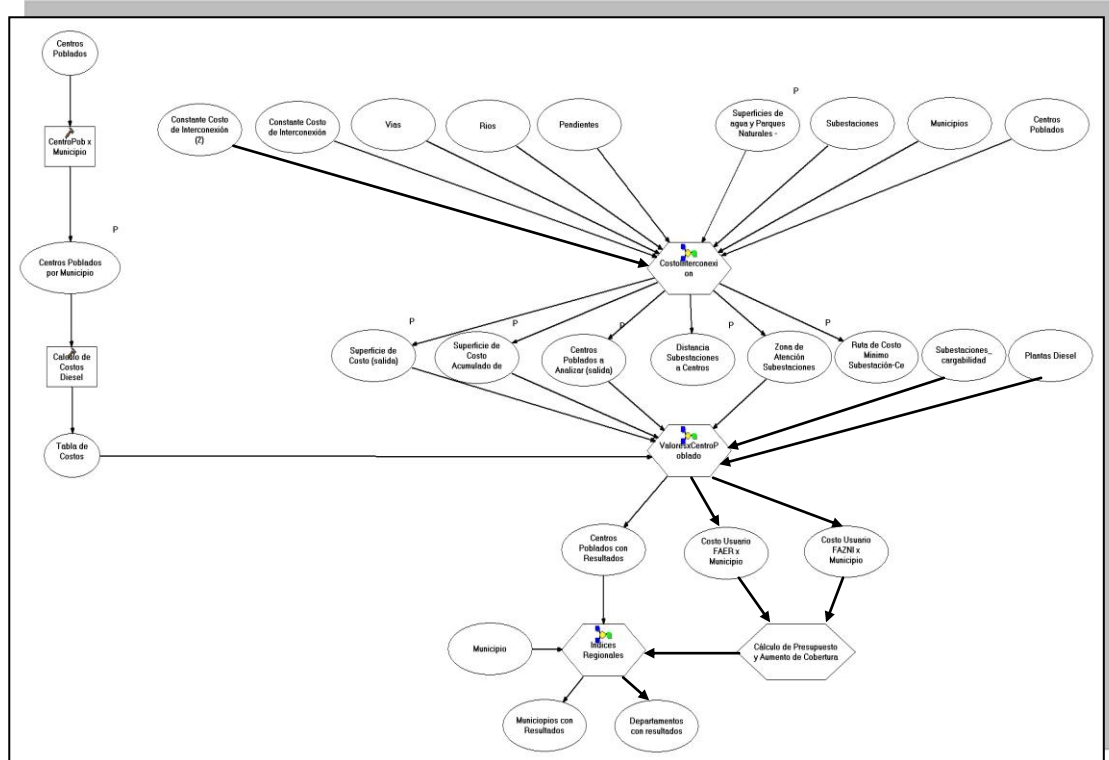 Centros
Poblados
CentroPob x
Municipio
P
Centros Poblados
por Municipio
Calculo de
Costos
Diesel
Tabla de
Costos
Constante Costo
de Interconexión
(2)
Constante Costo
de Interconexión
Vias
Rios
Pendientes
P
Superficies de
agua y Parques
Naturales -
Subestaciones
Municipios
Centros
Poblados
CostoInterconexi
on
P
P
P
P
P
Superficie de
Costo (salida)
Superficie de
Costo
Acumulado de
Centros
Poblados a
Analizar (salida)
Distancia
Subestaciones
a Centros
Zona de
Atención
Subestaciones
Ruta de Costo
Minimo
Subestación-Ce
Subestaciones_
cargabilidad
Plantas Diesel
ValoresxCentroP
oblado
Centros
Poblados con
Resultados
Costo Usuario
FAER x
Municipio
Costo Usuario
FAZNI x
Municipio
Municipio
Indices
Regionales
Cálculo de Presupuesto
y Aumento de Cobertura
Municiopios con
Resultados
Departamentos
con resultados